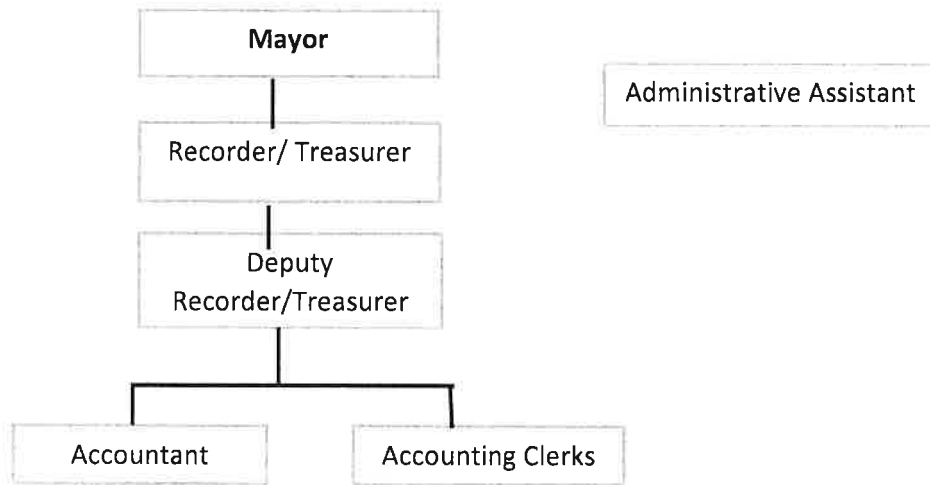 Mayor
Administrative Assistant
Recorder/ Treasurer
Deputy
Recorder/Treasurer
Accountant
Accounting Clerks